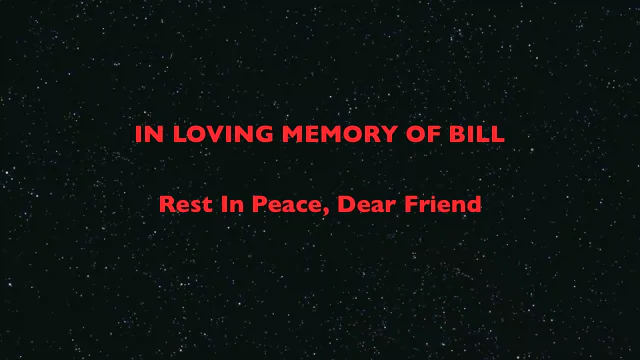 IN LOVING MEMORY OF BILL
Rest In Peace, Dear Friend